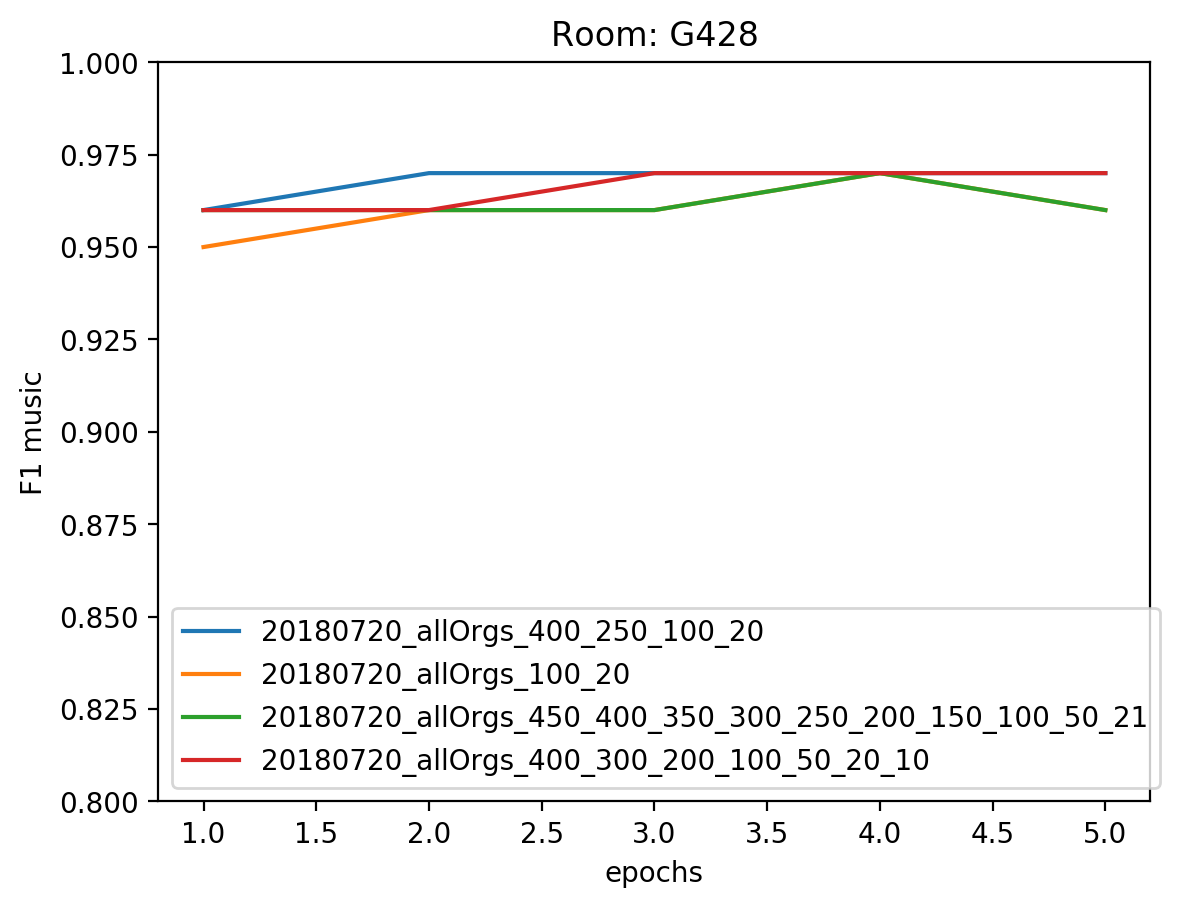 Room: G428
1.000
0.975
0.950
0.925
0.900
0.875
0.850
0.825
0.800
F1 music
20180720_allOrgs_400_250_100_20
20180720_allOrgs_100_20
20180720_allOrgs_450_400_350_300_250_200_150_100_50_21
20180720_allOrgs_400_300_200_100_50_20_10
1.0 1.5 2.0 2.5 3.0 3.5 4.0 4.5 5.0
epochs